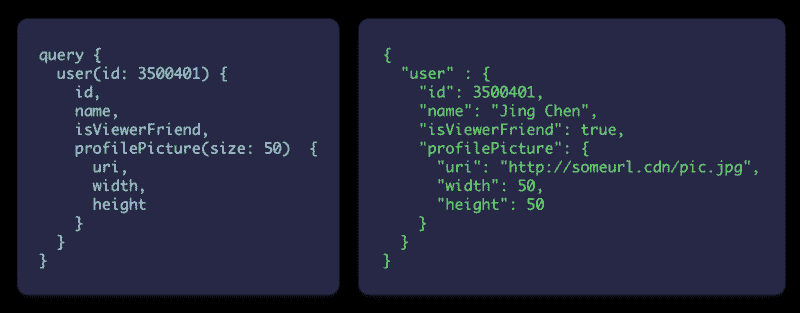 query {
  user(id: 3500401) {
    id,
    name,
    isViewerFriend,
    profilePicture(size: 50)  {
      uri,
      width,
      height
    }
  }
}
{
  "user" : {
    "id": 3500401,
    "name": "Jing Chen",
    "isViewerFriend": true,
    "profilePicture": {
      "uri": "http://someurl.cdn/pic.jpg",
      "width": 50,
      "height": 50
    }
  }
}